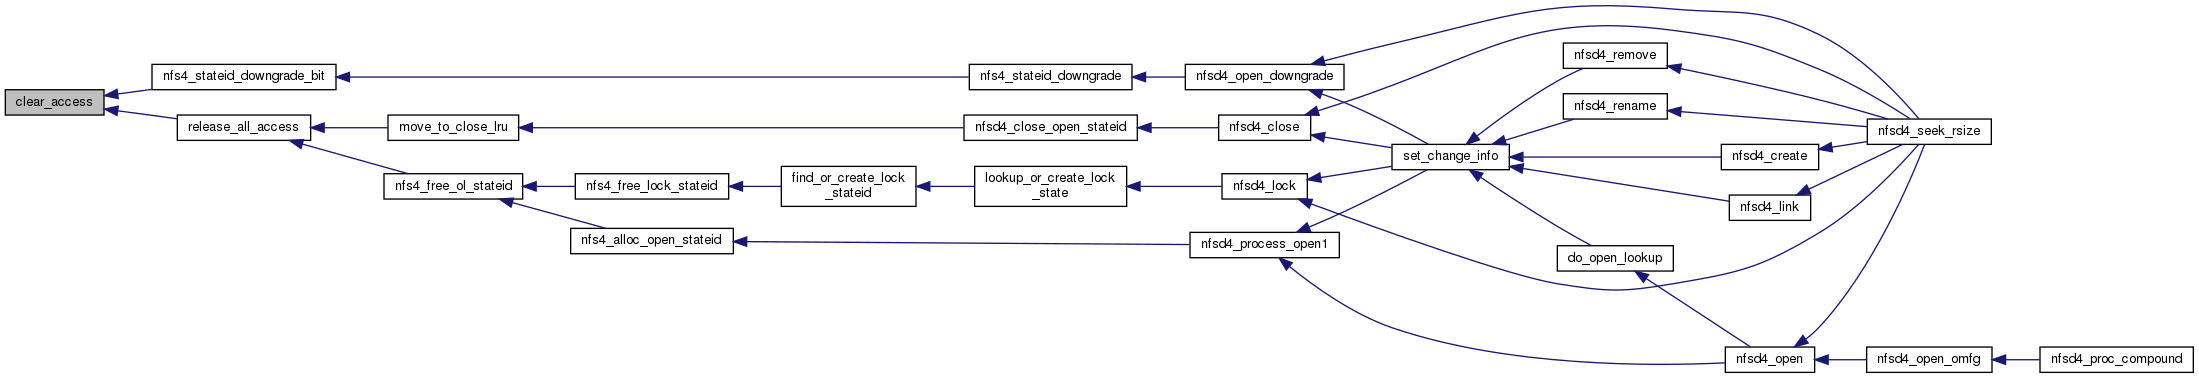 clear_access
nfs4_stateid_downgrade_bit
release_all_access
move_to_close_lru
nfs4_free_ol_stateid
nfs4_free_lock_stateid
nfs4_alloc_open_stateid
find_or_create_lock
_stateid
nfs4_stateid_downgrade
nfsd4_close_open_stateid
lookup_or_create_lock
_state
nfsd4_open_downgrade
nfsd4_close
nfsd4_lock
nfsd4_process_open1
set_change_info
nfsd4_remove
nfsd4_rename
nfsd4_create
nfsd4_link
do_open_lookup
nfsd4_open
nfsd4_seek_rsize
nfsd4_open_omfg
nfsd4_proc_compound